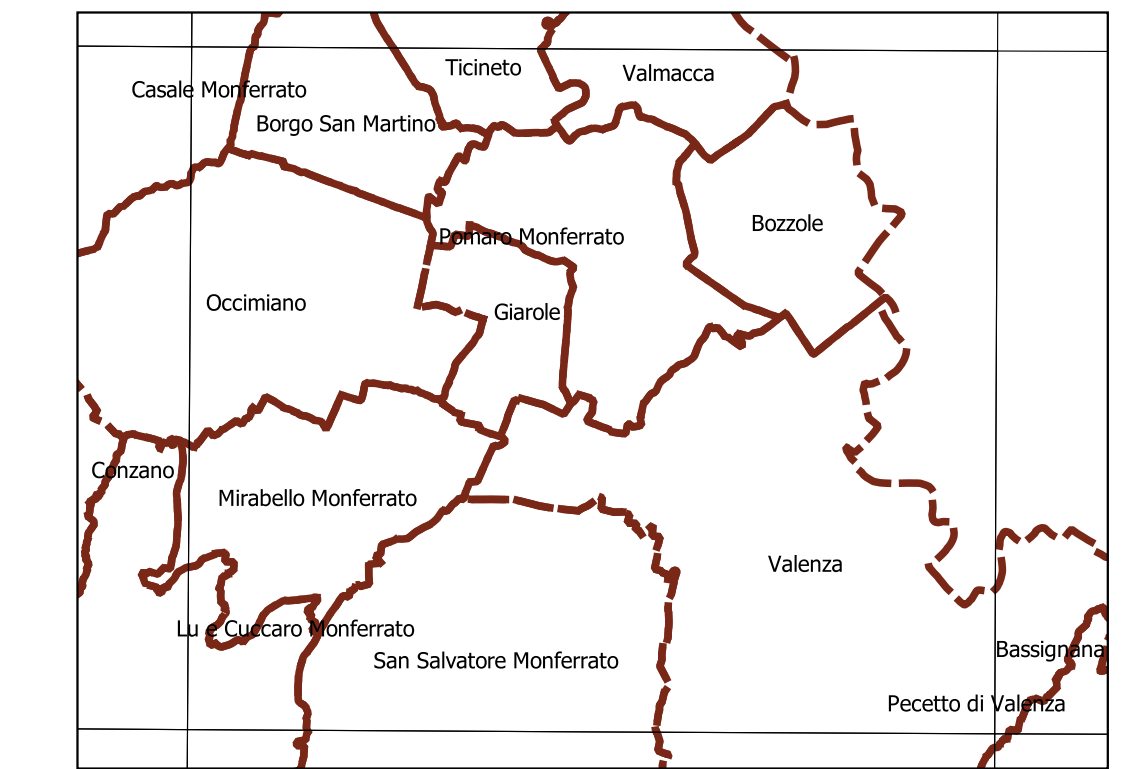 Ticineto
Valmacca
Casale Monferrato
Borgo San Martino
Bozzole
Pomaro Monferrato
Occimiano
Giarole
Conzano
Mirabello Monferrato
Valenza
Lu e Cuccaro Monferrato
Bassignana
San Salvatore Monferrato
Pecetto di Valenza